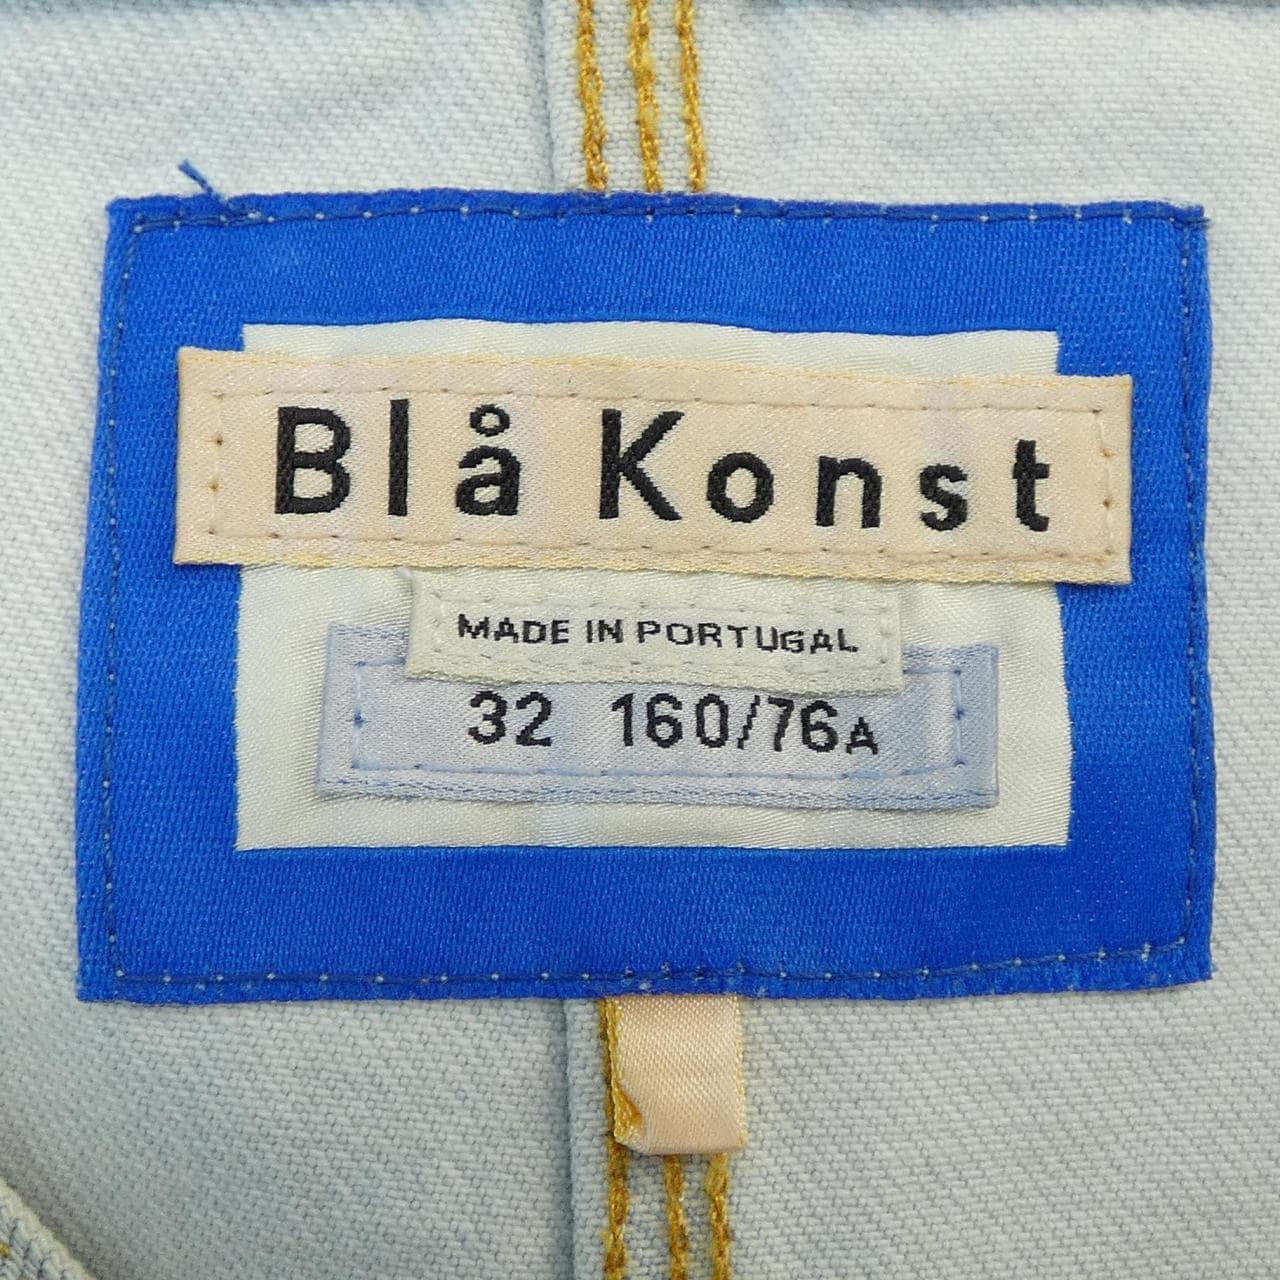 Blå Konst
MADE IN PORTUGAL
32 160/76A